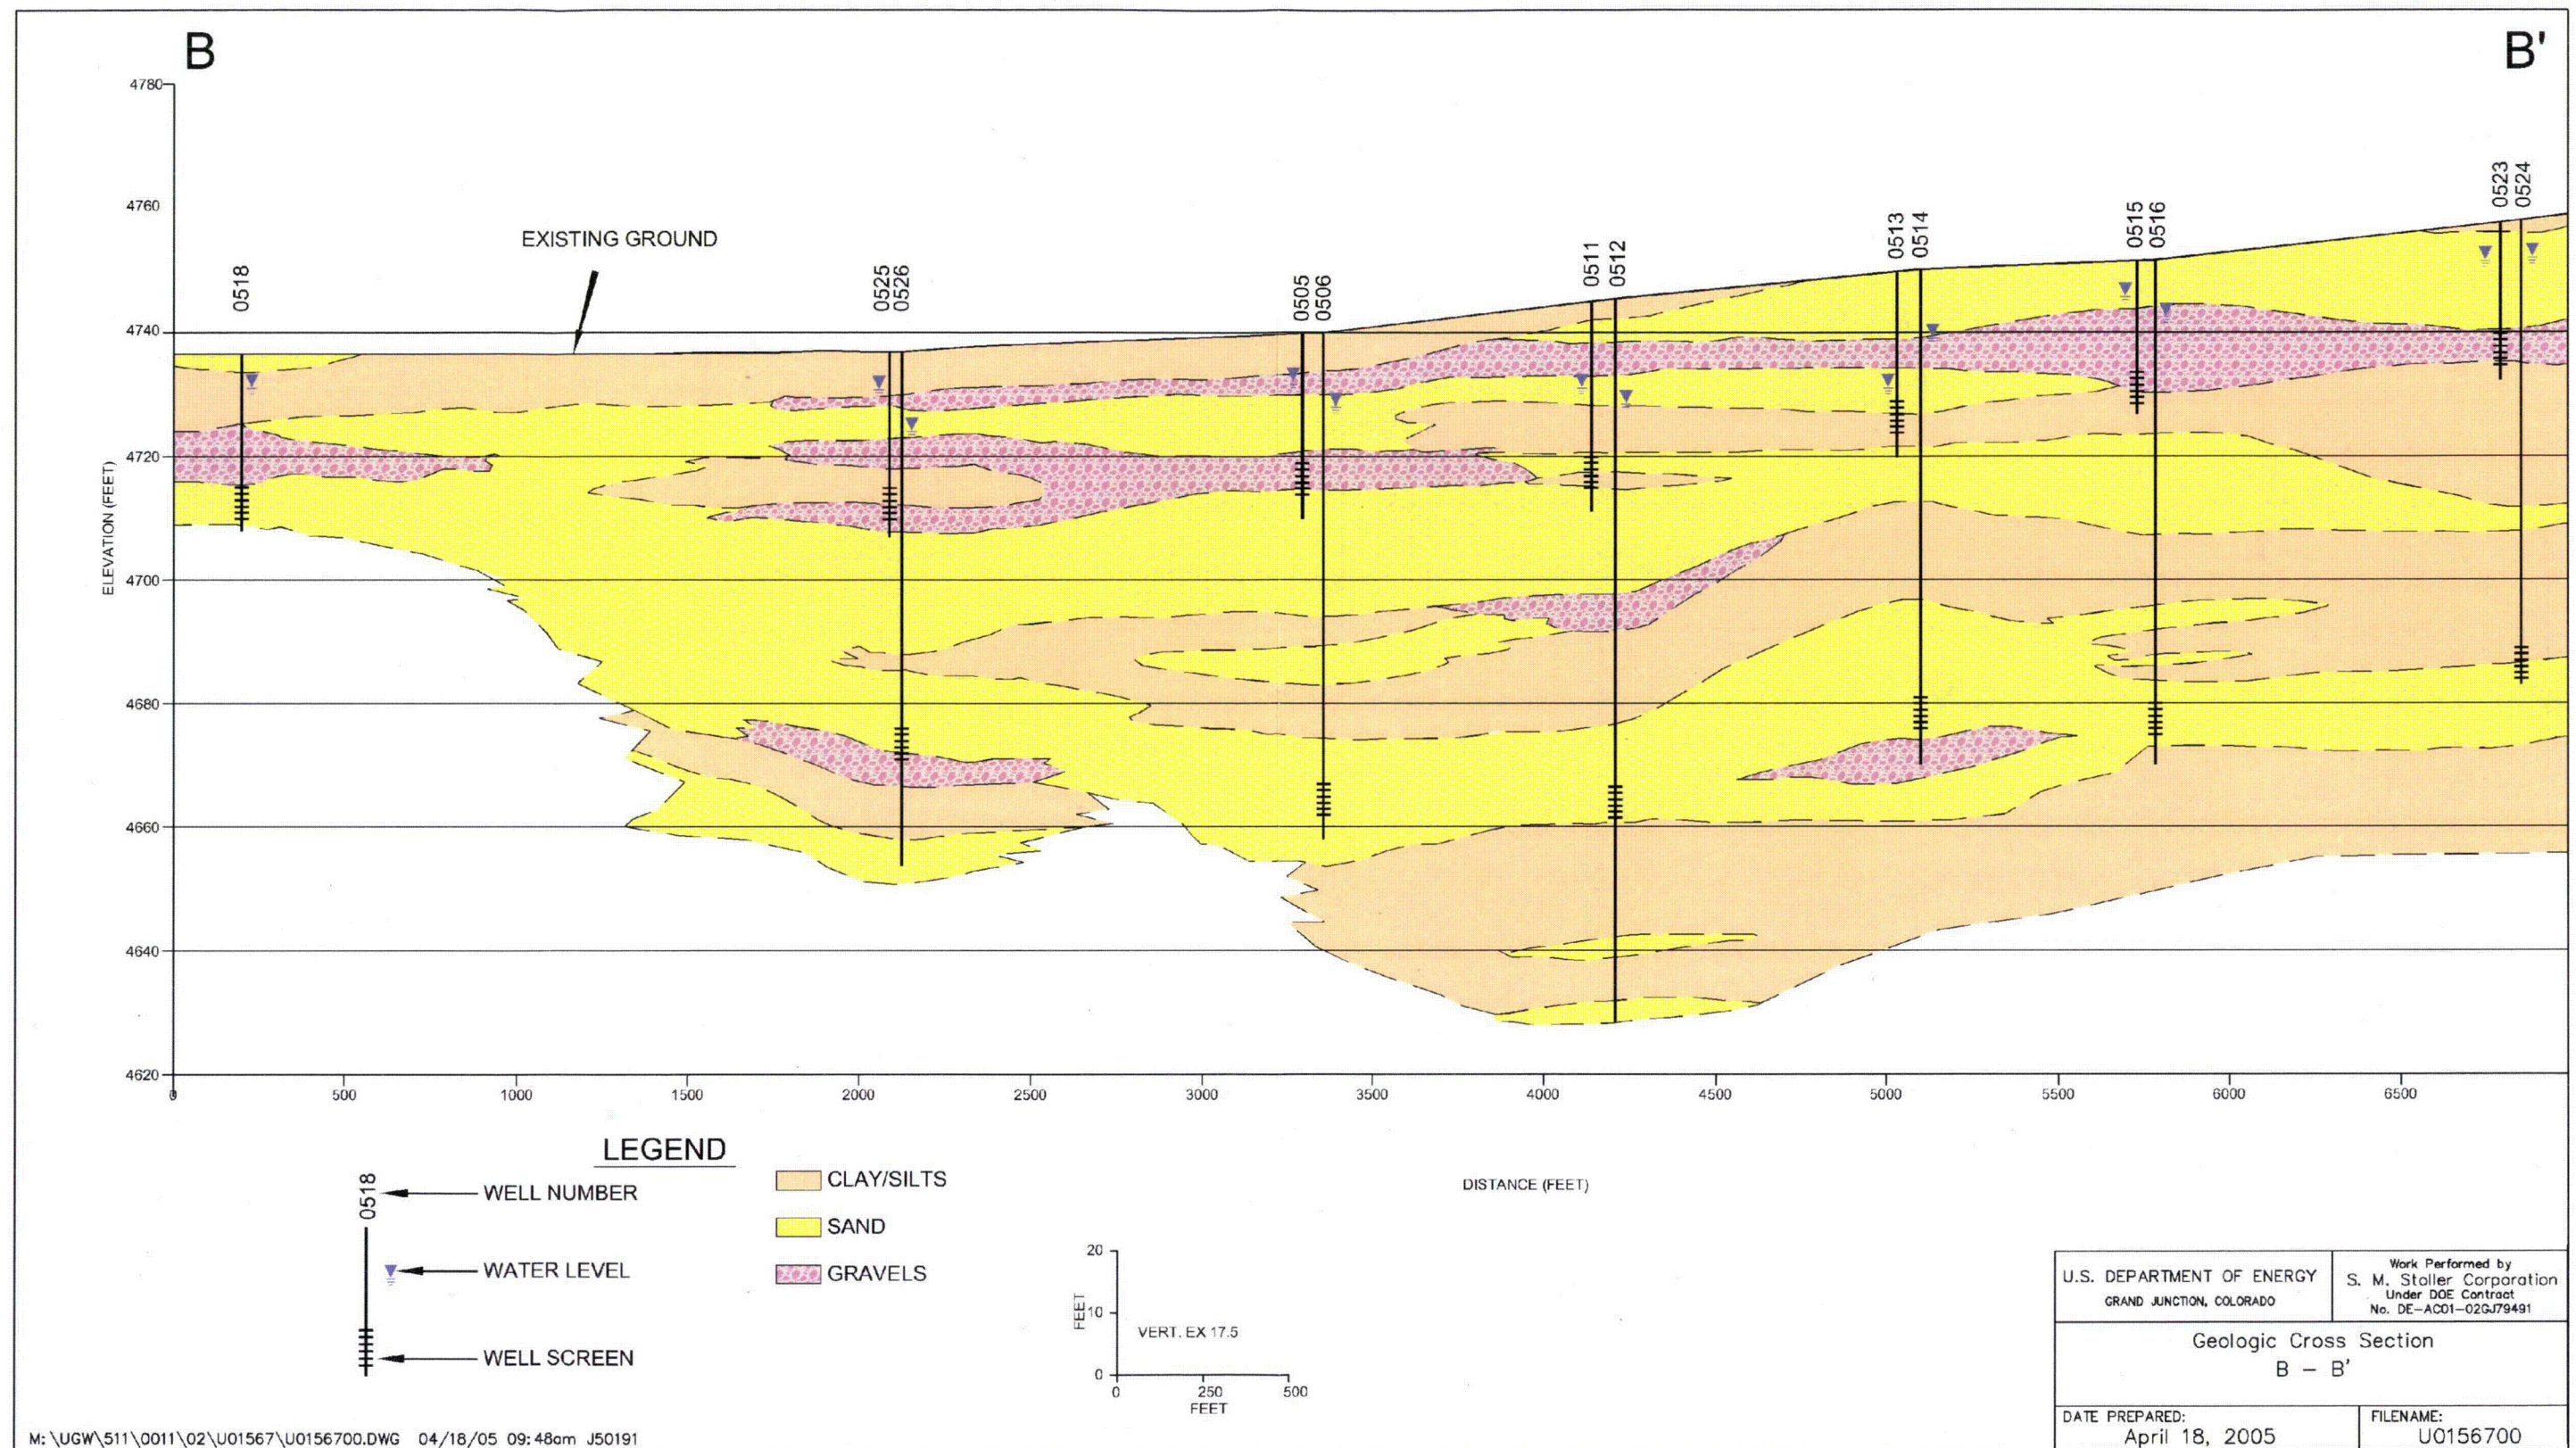 B
B'
4780
4760
4740
4720
4700
4680
4660
4640
4620
ELEVATION (FEET)
EXISTING GROUND
0518
0525
0526
0505
0506
0511
0512
0513
0514
0515
0516
0523
0524
0 500 1000 1500 2000 2500 3000 3500 4000 4500 5000 5500 6000 6500
DISTANCE (FEET)
LEGEND
0518
WELL NUMBER
WATER LEVEL
WELL SCREEN
CLAY/SILTS
SAND
GRAVELS
20
10
0
FEET
VERT. EX 17.5
0 250 500
FEET
U.S. DEPARTMENT OF ENERGY
GRAND JUNCTION, COLORADO
Work Performed by
S. M. Stoller Corporation
Under DOE Contract
No. DE-AC01-02GJ79491
Geologic Cross Section
B - B'
DATE PREPARED:
April 18, 2005
FILENAME:
U0156700
M:\UGW\511\0011\02\U01567\U0156700.DWG 04/18/05 09:48am J50191